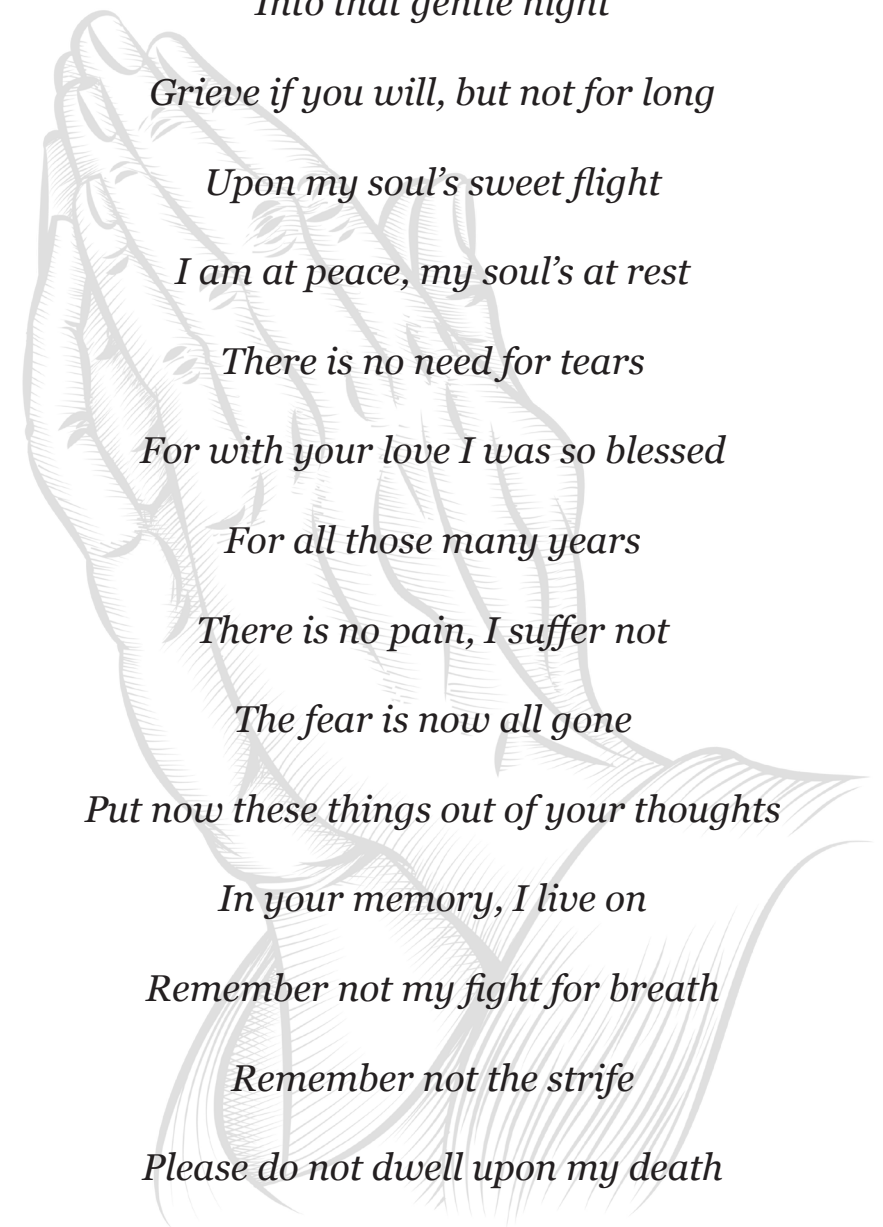 Into that gentle night
Grieve if you will, but not for long
Upon my soul’s sweet flight
I am at peace, my soul’s at rest
There is no need for tears
For with your love I was so blessed
For all those many years
There is no pain, I suffer not
The fear is now all gone
Put now these things out of your thoughts
In your memory, I live on
Remember not my fight for breath
Remember not the strife
Please do not dwell upon my death